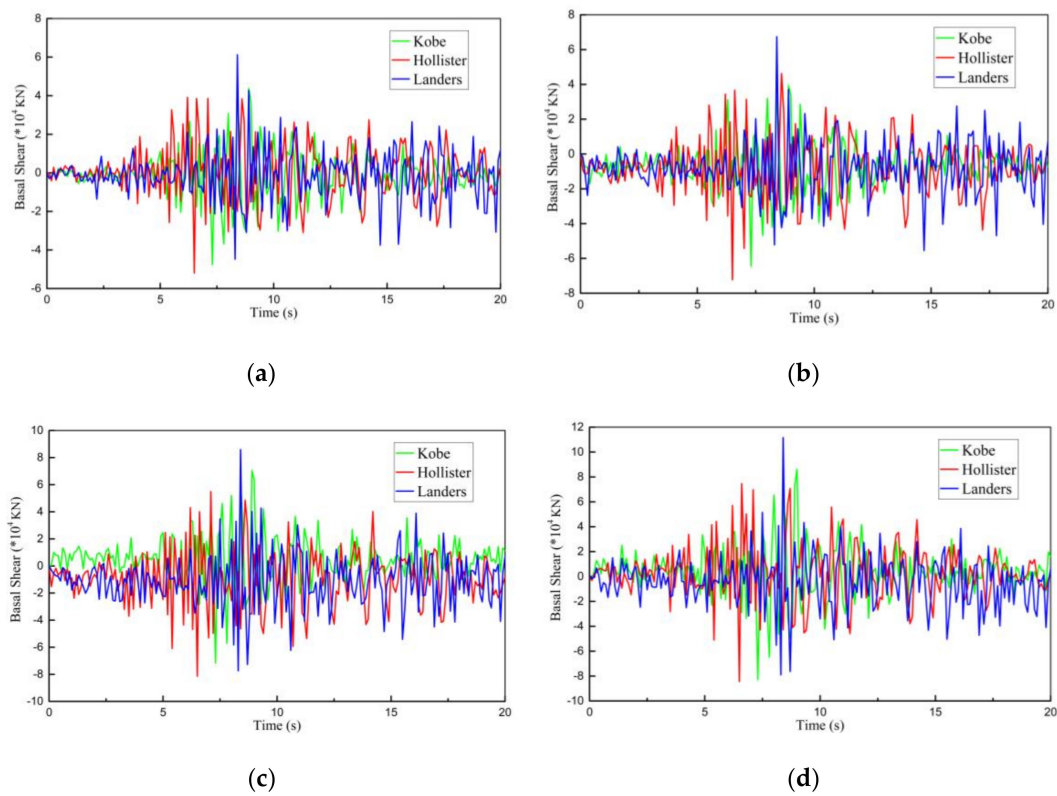 8
6
4
2
0
-2
-4
-6
Basal Shear (*10⁴ KN)
Kobe
Hollister
Landers
0 5 10 15 20
Time (s)
(a)
8
6
4
2
0
-2
-4
-6
-8
Basal Shear (*10⁴ KN)
Kobe
Hollister
Landers
0 5 10 15 20
Time (s)
(b)
10
8
6
4
2
0
-2
-4
-6
-8
-10
Basal Shear (*10⁴ KN)
Kobe
Hollister
Landers
0 5 10 15 20
Time (s)
(c)
12
10
8
6
4
2
0
-2
-4
-6
-8
-10
Basal Shear (*10⁴ KN)
Kobe
Hollister
Landers
0 5 10 15 20
Time (s)
(d)